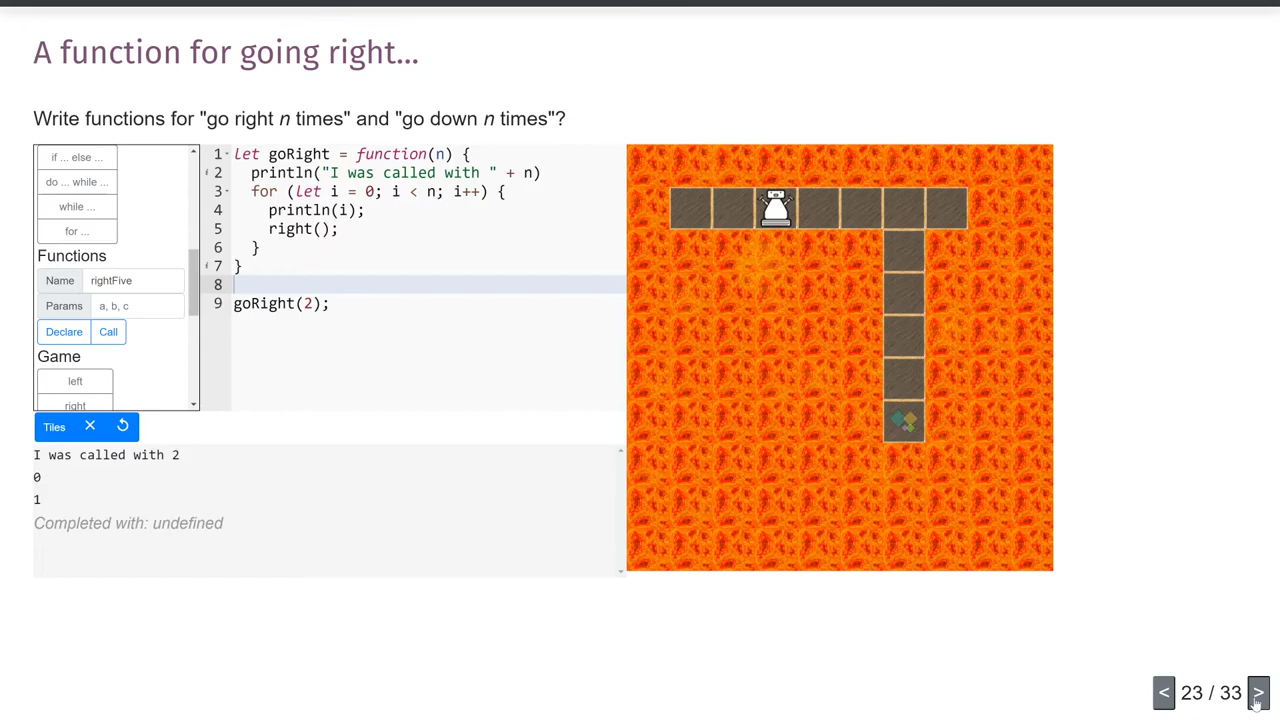 A function for going right...
Write functions for "go right n times" and "go down n times"?
if ... else ...
do ... while ...
while ...
for ...
Functions
Name rightFive
Params a, b, c
Declare Call
Game
left
right
1 let goRight = function(n) {
2 println("I was called with " + n)
3 for (let i = 0; i < n; i++) {
4 println(i);
5 right();
6 }
7 }
8
9 goRight(2);
Tiles
I was called with 2
0
1
Completed with: undefined
< 23 / 33 >